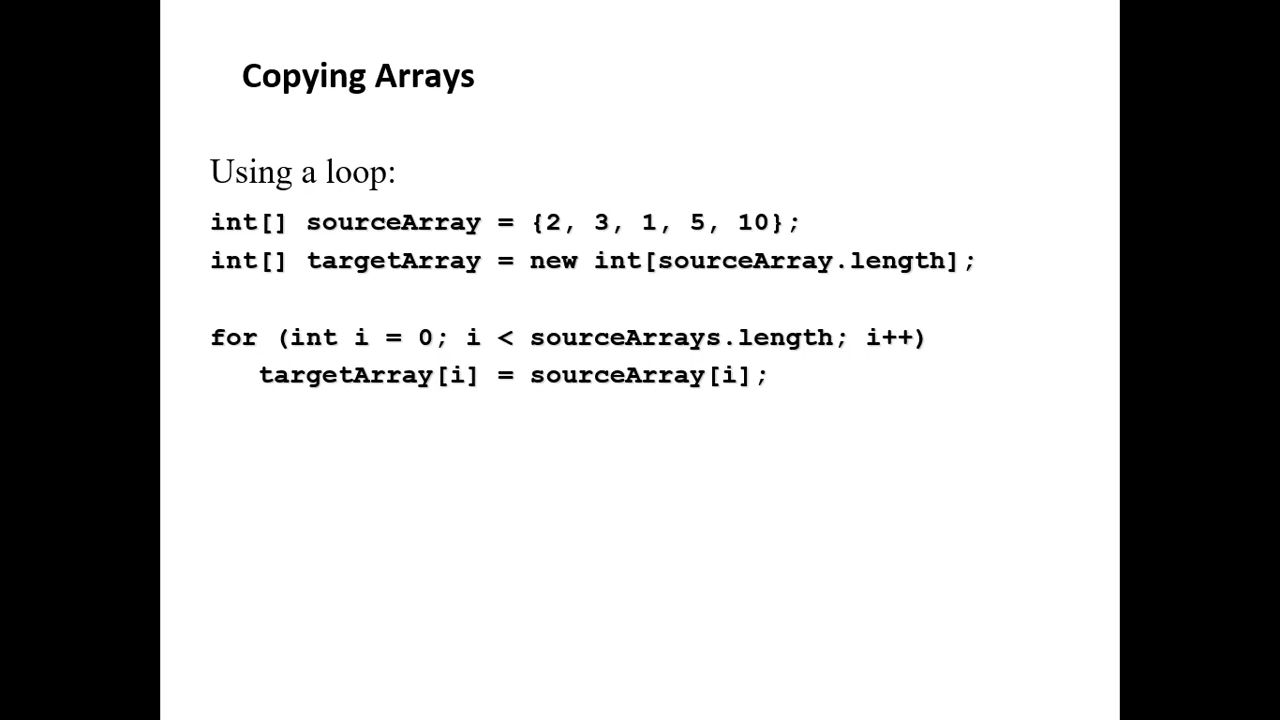 Copying Arrays
Using a loop:
int[] sourceArray = {2, 3, 1, 5, 10};
int[] targetArray = new int[sourceArray.length];
for (int i = 0; i < sourceArrays.length; i++)
targetArray[i] = sourceArray[i];